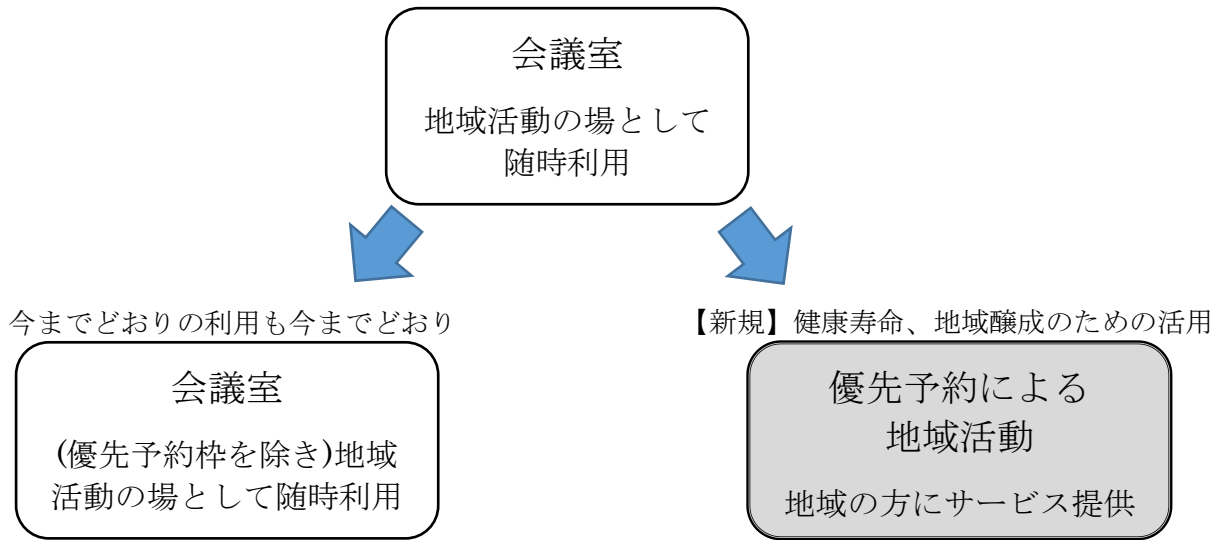 会議室
地域活動の場として
随時利用
今までどおりの利用も今までどおり
会議室
(優先予約枠を除き)地域
活動の場として随時利用
【新規】健康寿命、地域醸成のための活用
優先予約による
地域活動
地域の方にサービス提供